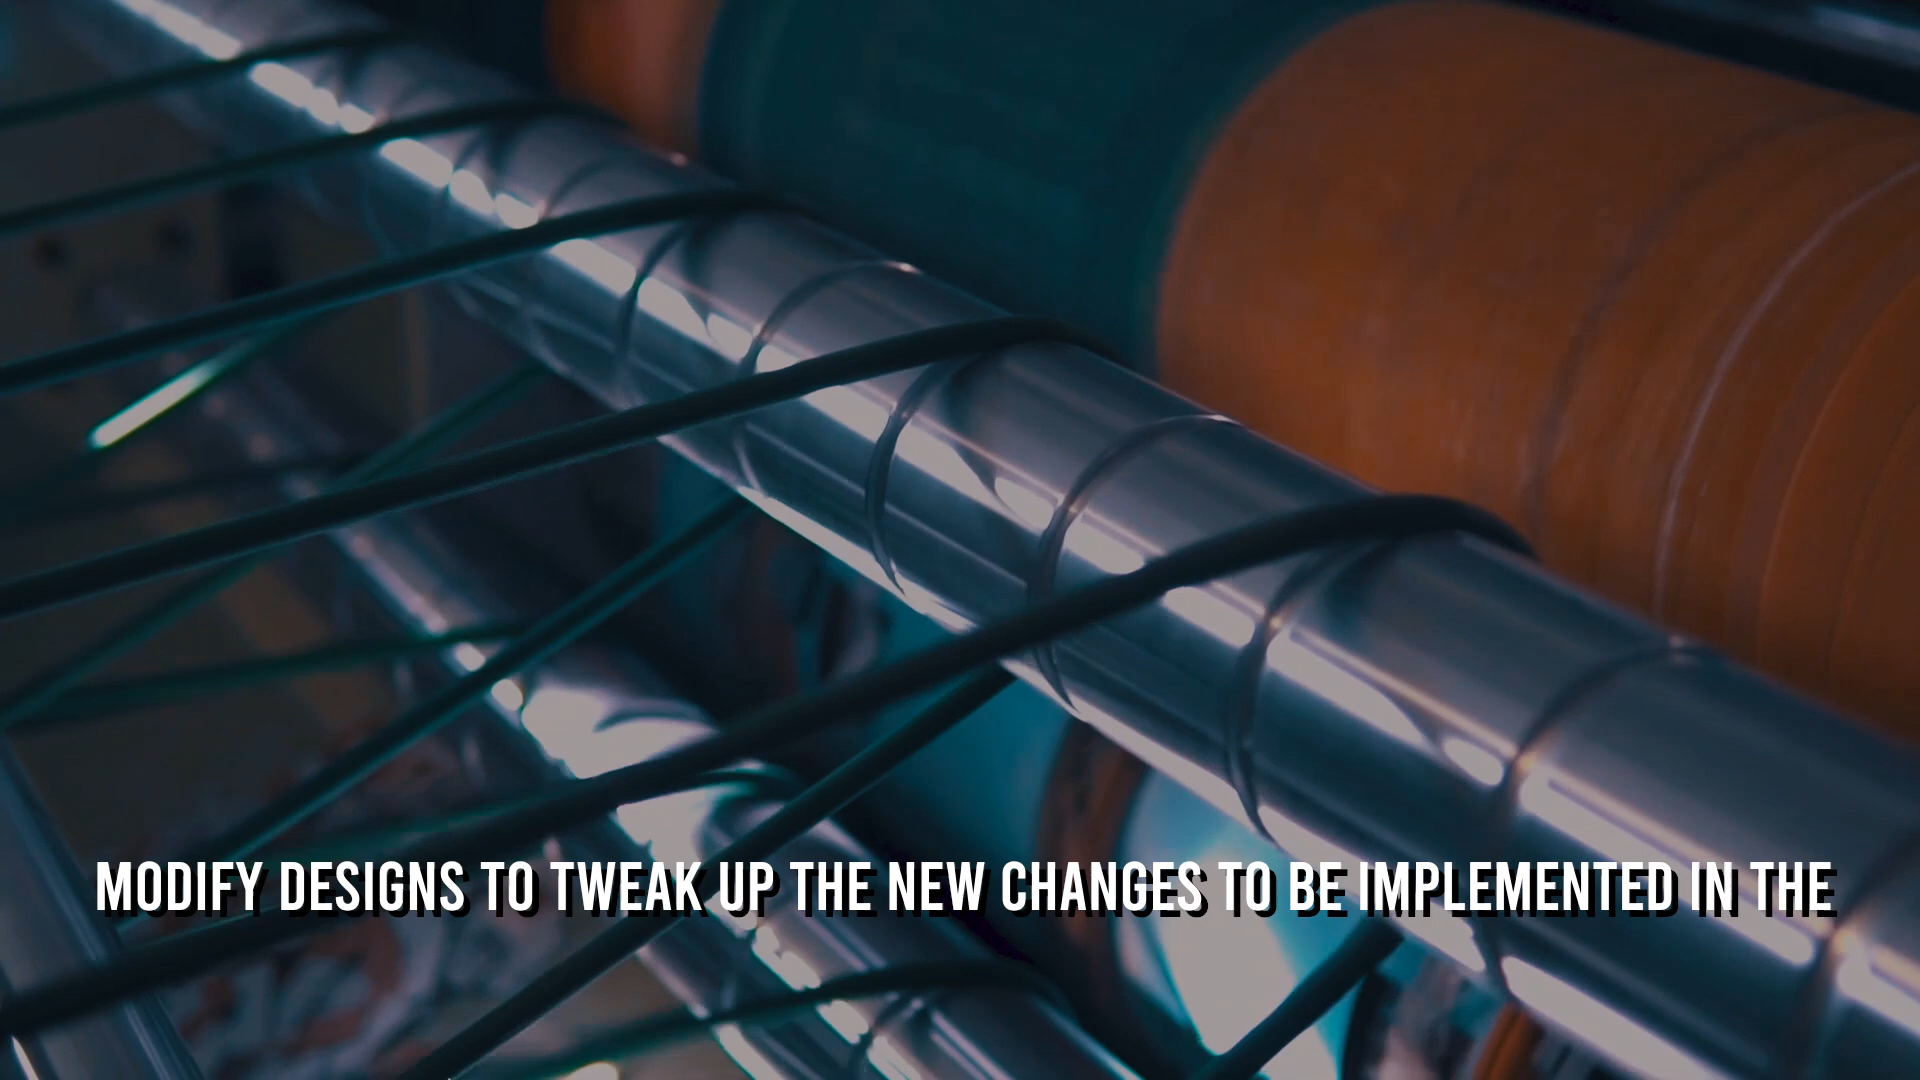 MODIFY DESIGNS TO TWEAK UP THE NEW CHANGES TO BE IMPLEMENTED IN THE